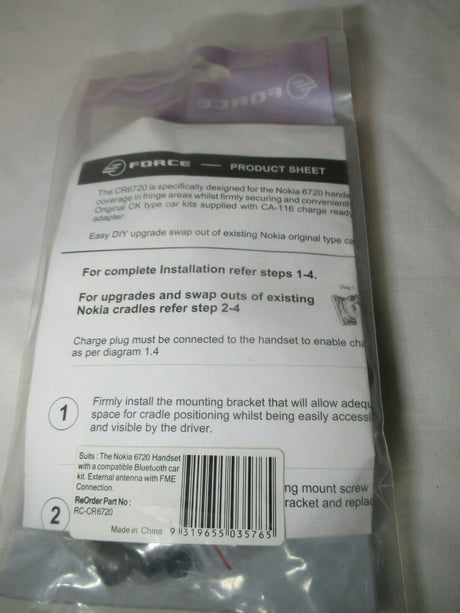 FORCE
FORCE — PRODUCT SHEET
The CR6720 is specifically designed for the Nokia 6720 hands
coverage in fringe areas whilst firmly securing and convenientl
Original CK type car kits supplied with CA-116 charge ready
adapter.
Easy DIY upgrade swap out of existing Nokia original type ca
For complete Installation refer steps 1-4.
For upgrades and swap outs of existing
Nokia cradles refer step 2-4
Diag 1
Charge plug must be connected to the handset to enable cha
as per diagram 1.4
1
Firmly install the mounting bracket that will allow adequ
space for cradle positioning whilst being easily accessi
and visible by the driver.
2
ng mount screw
racket and replac
Suits : The Nokia 6720 Handset
with a compatible Bluetooth car
kit. External antenna with FME
Connection.
ReOrder Part No :
RC-CR6720
Made in China
9 319655 035765